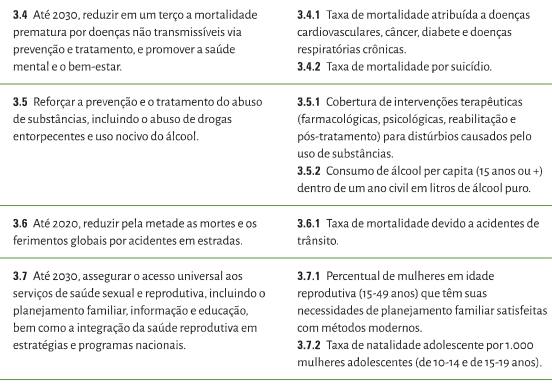 3.4 Até 2030, reduzir em um terço a mortalidade
prematura por doenças não transmissíveis via
prevenção e tratamento, e promover a saúde
mental e o bem-estar.
3.4.1 Taxa de mortalidade atribuída a doenças
cardiovasculares, câncer, diabete e doenças
respiratórias crônicas.
3.4.2 Taxa de mortalidade por suicídio.
3.5 Reforçar a prevenção e o tratamento do abuso
de substâncias, incluindo o abuso de drogas
entorpecentes e uso nocivo do álcool.
3.5.1 Cobertura de intervenções terapêuticas
(farmacológicas, psicológicas, reabilitação e
pós-tratamento) para distúrbios causados pelo
uso de substâncias.
3.5.2 Consumo de álcool per capita (15 anos ou +)
dentro de um ano civil em litros de álcool puro.
3.6 Até 2020, reduzir pela metade as mortes e os
ferimentos globais por acidentes em estradas.
3.6.1 Taxa de mortalidade devido a acidentes de
trânsito.
3.7 Até 2030, assegurar o acesso universal aos
serviços de saúde sexual e reprodutiva, incluindo o
planejamento familiar, informação e educação,
bem como a integração da saúde reprodutiva em
estratégias e programas nacionais.
3.7.1 Percentual de mulheres em idade
reprodutiva (15-49 anos) que têm suas
necessidades de planejamento familiar satisfeitas
com métodos modernos.
3.7.2 Taxa de natalidade adolescente por 1.000
mulheres adolescentes (de 10-14 e de 15-19 anos).